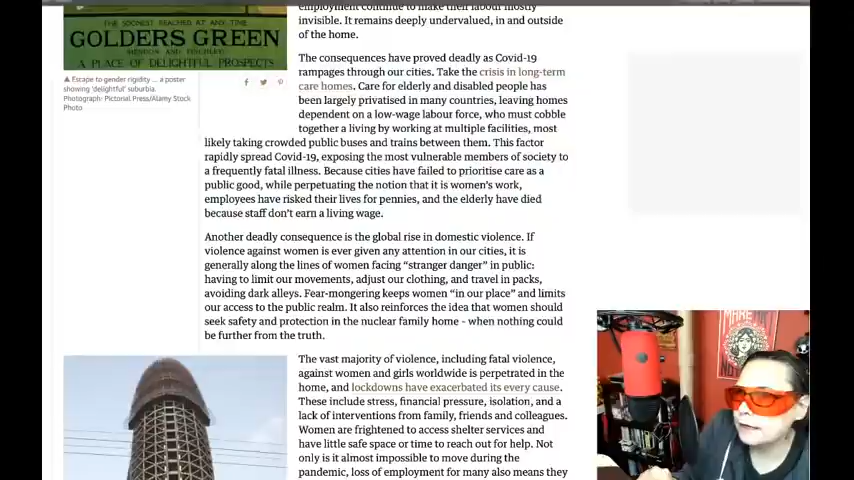 employment continue to make their labour mostly
invisible. It remains deeply undervalued, in and outside
of the home.
THE SOONEST REACHED AT ANY TIME
GOLDERS GREEN
HENDON AND FINCHLEY
A PLACE OF DELIGHTFUL PROSPECTS
Escape to gender rigidity ... a poster
showing 'delightful' suburbia.
Photograph: Pictorial Press/Alamy Stock
Photo
The consequences have proved deadly as Covid-19
rampages through our cities. Take the crisis in long-term
care homes. Care for elderly and disabled people has
been largely privatised in many countries, leaving homes
dependent on a low-wage labour force, who must cobble
together a living by working at multiple facilities, most
likely taking crowded public buses and trains between them. This factor
rapidly spread Covid-19, exposing the most vulnerable members of society to
a frequently fatal illness. Because cities have failed to prioritise care as a
public good, while perpetuating the notion that it is women's work,
employees have risked their lives for pennies, and the elderly have died
because staff don't earn a living wage.
Another deadly consequence is the global rise in domestic violence. If
violence against women is ever given any attention in our cities, it is
generally along the lines of women facing "stranger danger" in public:
having to limit our movements, adjust our clothing, and travel in packs,
avoiding dark alleys. Fear-mongering keeps women "in our place" and limits
our access to the public realm. It also reinforces the idea that women should
seek safety and protection in the nuclear family home – when nothing could
be further from the truth.
The vast majority of violence, including fatal violence,
against women and girls worldwide is perpetrated in the
home, and lockdowns have exacerbated its every cause.
These include stress, financial pressure, isolation, and a
lack of interventions from family, friends and colleagues.
Women are frightened to access shelter services and
have little safe space or time to reach out for help. Not
only is it almost impossible to move during the
pandemic, loss of employment for many also means they
MAKE
NOT